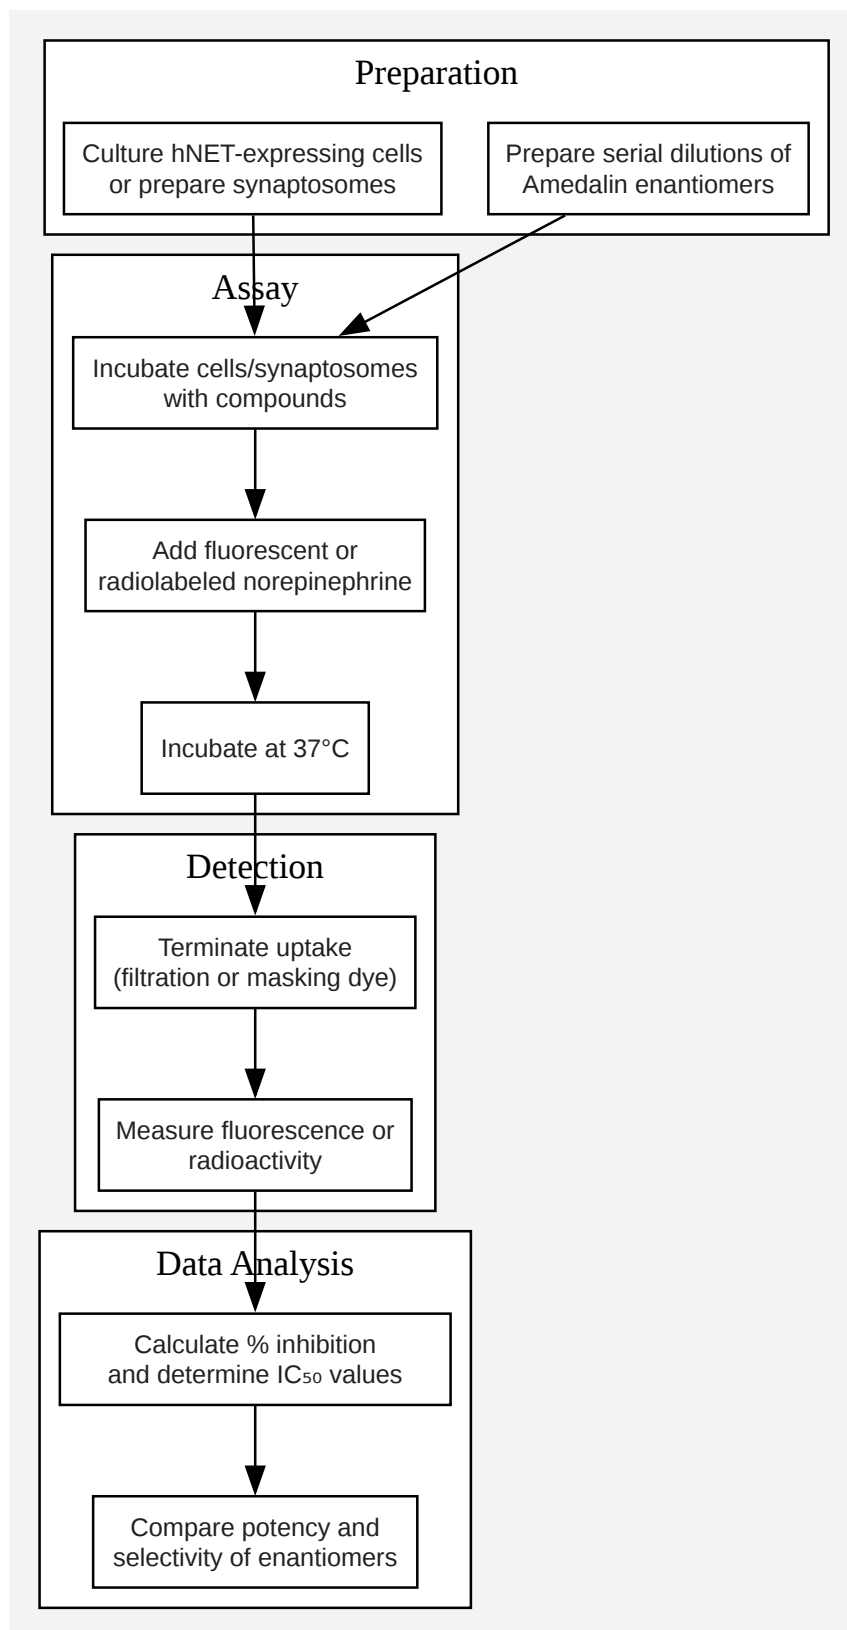 Preparation
Culture hNET-expressing cells
or prepare synaptosomes
Prepare serial dilutions of
Amedalin enantiomers
Assay
Incubate cells/synaptosomes
with compounds
Add fluorescent or
radiolabeled norepinephrine
Incubate at 37°C
Detection
Terminate uptake
(filtration or masking dye)
Measure fluorescence or
radioactivity
Data Analysis
Calculate % inhibition
and determine IC₅₀ values
Compare potency and
selectivity of enantiomers